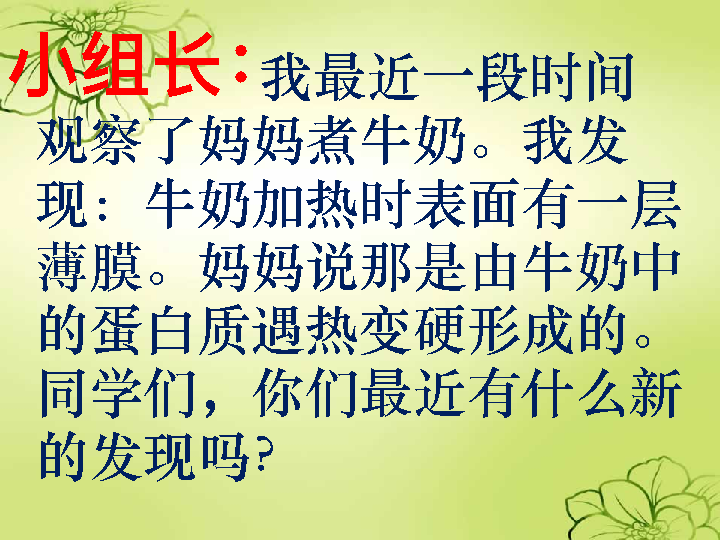 小组长：我最近一段时间
观察了妈妈煮牛奶。我发
现：牛奶加热时表面有一层
薄膜。妈妈说那是由牛奶中
的蛋白质遇热变硬形成的。
同学们，你们最近有什么新
的发现吗？